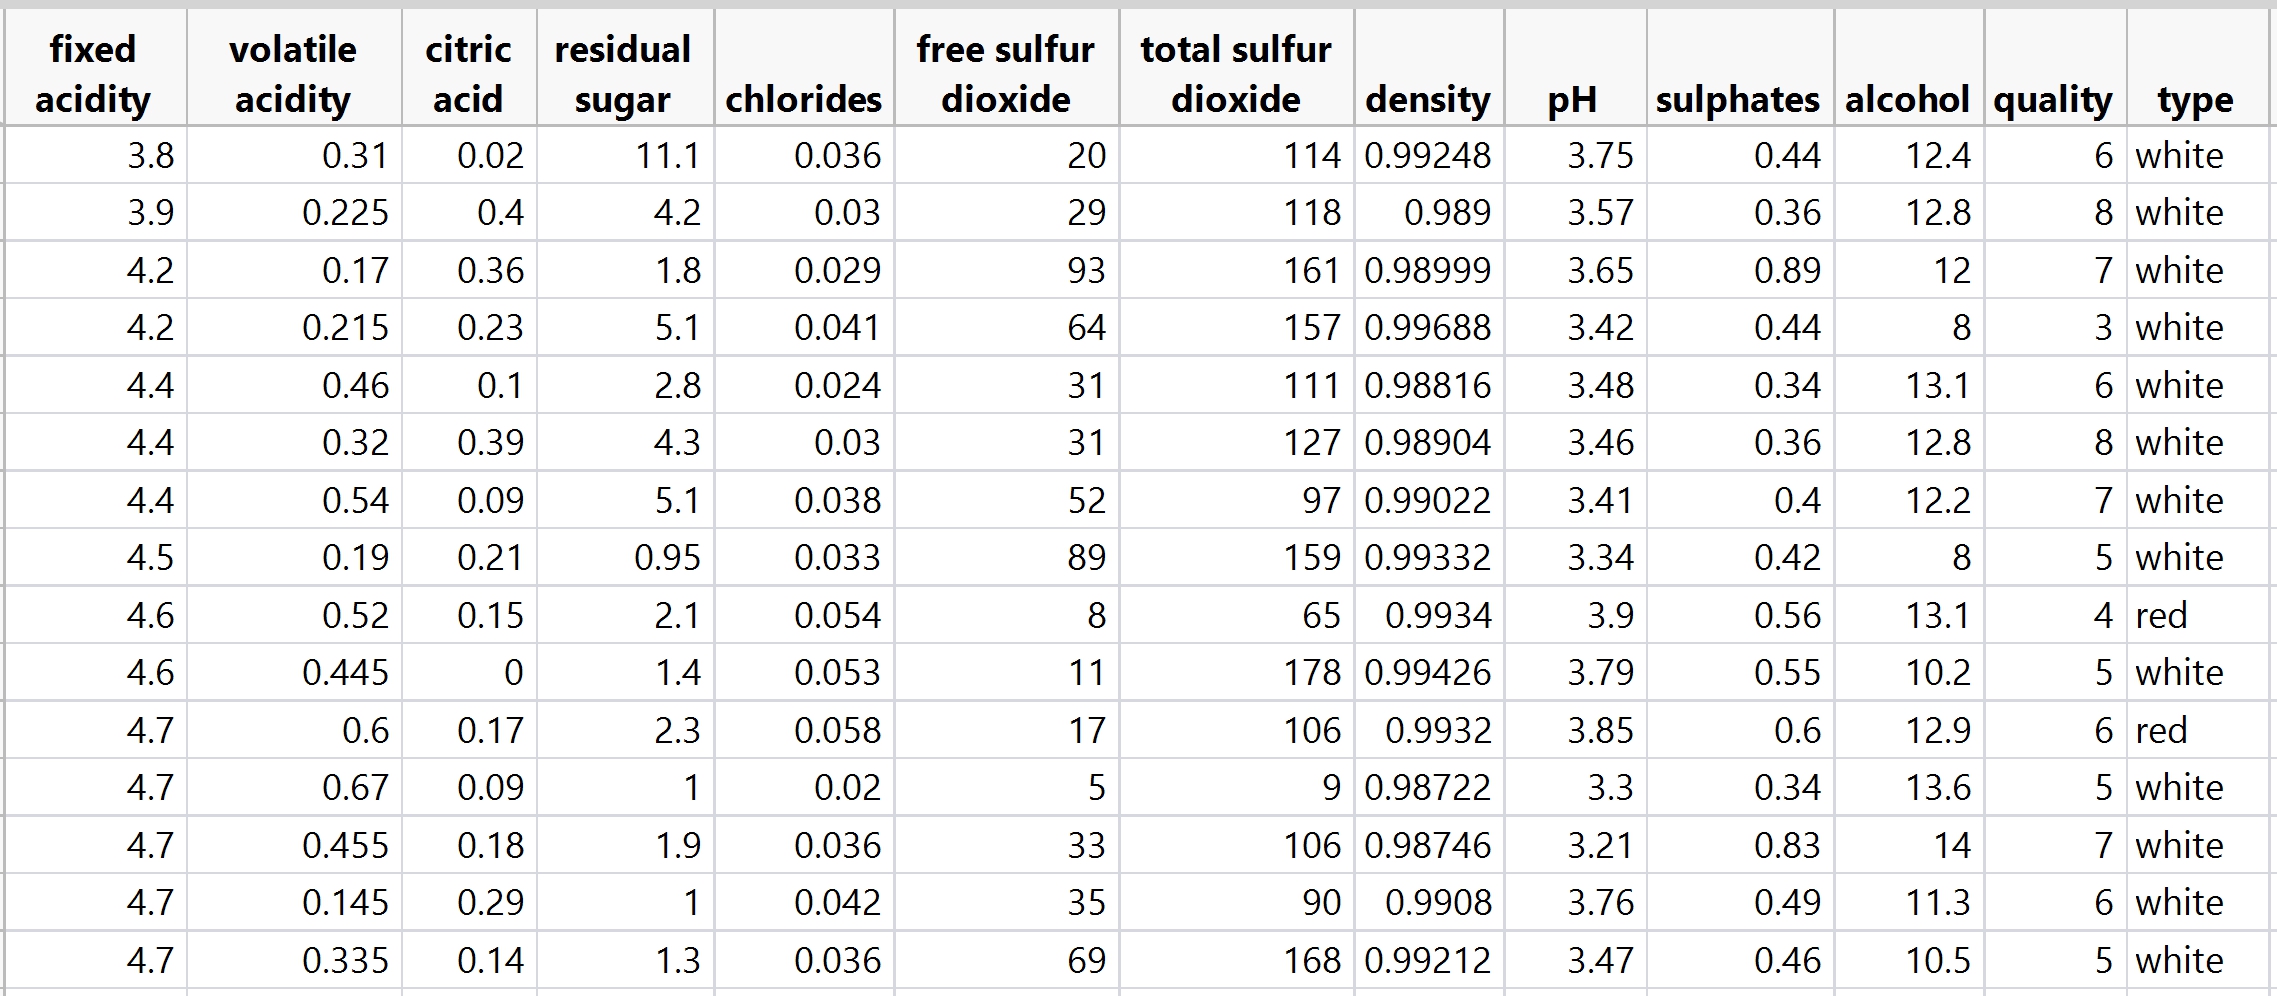 fixed acidity volatile acidity citric acid residual sugar chlorides free sulfur dioxide total sulfur dioxide density pH sulphates alcohol quality type
3.8 0.31 0.02 11.1 0.036 20 114 0.99248 3.75 0.44 12.4 6 white
3.9 0.225 0.4 4.2 0.03 29 118 0.989 3.57 0.36 12.8 8 white
4.2 0.17 0.36 1.8 0.029 93 161 0.98999 3.65 0.89 12 7 white
4.2 0.215 0.23 5.1 0.041 64 157 0.99688 3.42 0.44 8 3 white
4.4 0.46 0.1 2.8 0.024 31 111 0.98816 3.48 0.34 13.1 6 white
4.4 0.32 0.39 4.3 0.03 31 127 0.98904 3.46 0.36 12.8 8 white
4.4 0.54 0.09 5.1 0.038 52 97 0.99022 3.41 0.4 12.2 7 white
4.5 0.19 0.21 0.95 0.033 89 159 0.99332 3.34 0.42 8 5 white
4.6 0.52 0.15 2.1 0.054 8 65 0.9934 3.9 0.56 13.1 4 red
4.6 0.445 0 1.4 0.053 11 178 0.99426 3.79 0.55 10.2 5 white
4.7 0.6 0.17 2.3 0.058 17 106 0.9932 3.85 0.6 12.9 6 red
4.7 0.67 0.09 1 0.02 5 9 0.98722 3.3 0.34 13.6 5 white
4.7 0.455 0.18 1.9 0.036 33 106 0.98746 3.21 0.83 14 7 white
4.7 0.145 0.29 1 0.042 35 90 0.9908 3.76 0.49 11.3 6 white
4.7 0.335 0.14 1.3 0.036 69 168 0.99212 3.47 0.46 10.5 5 white